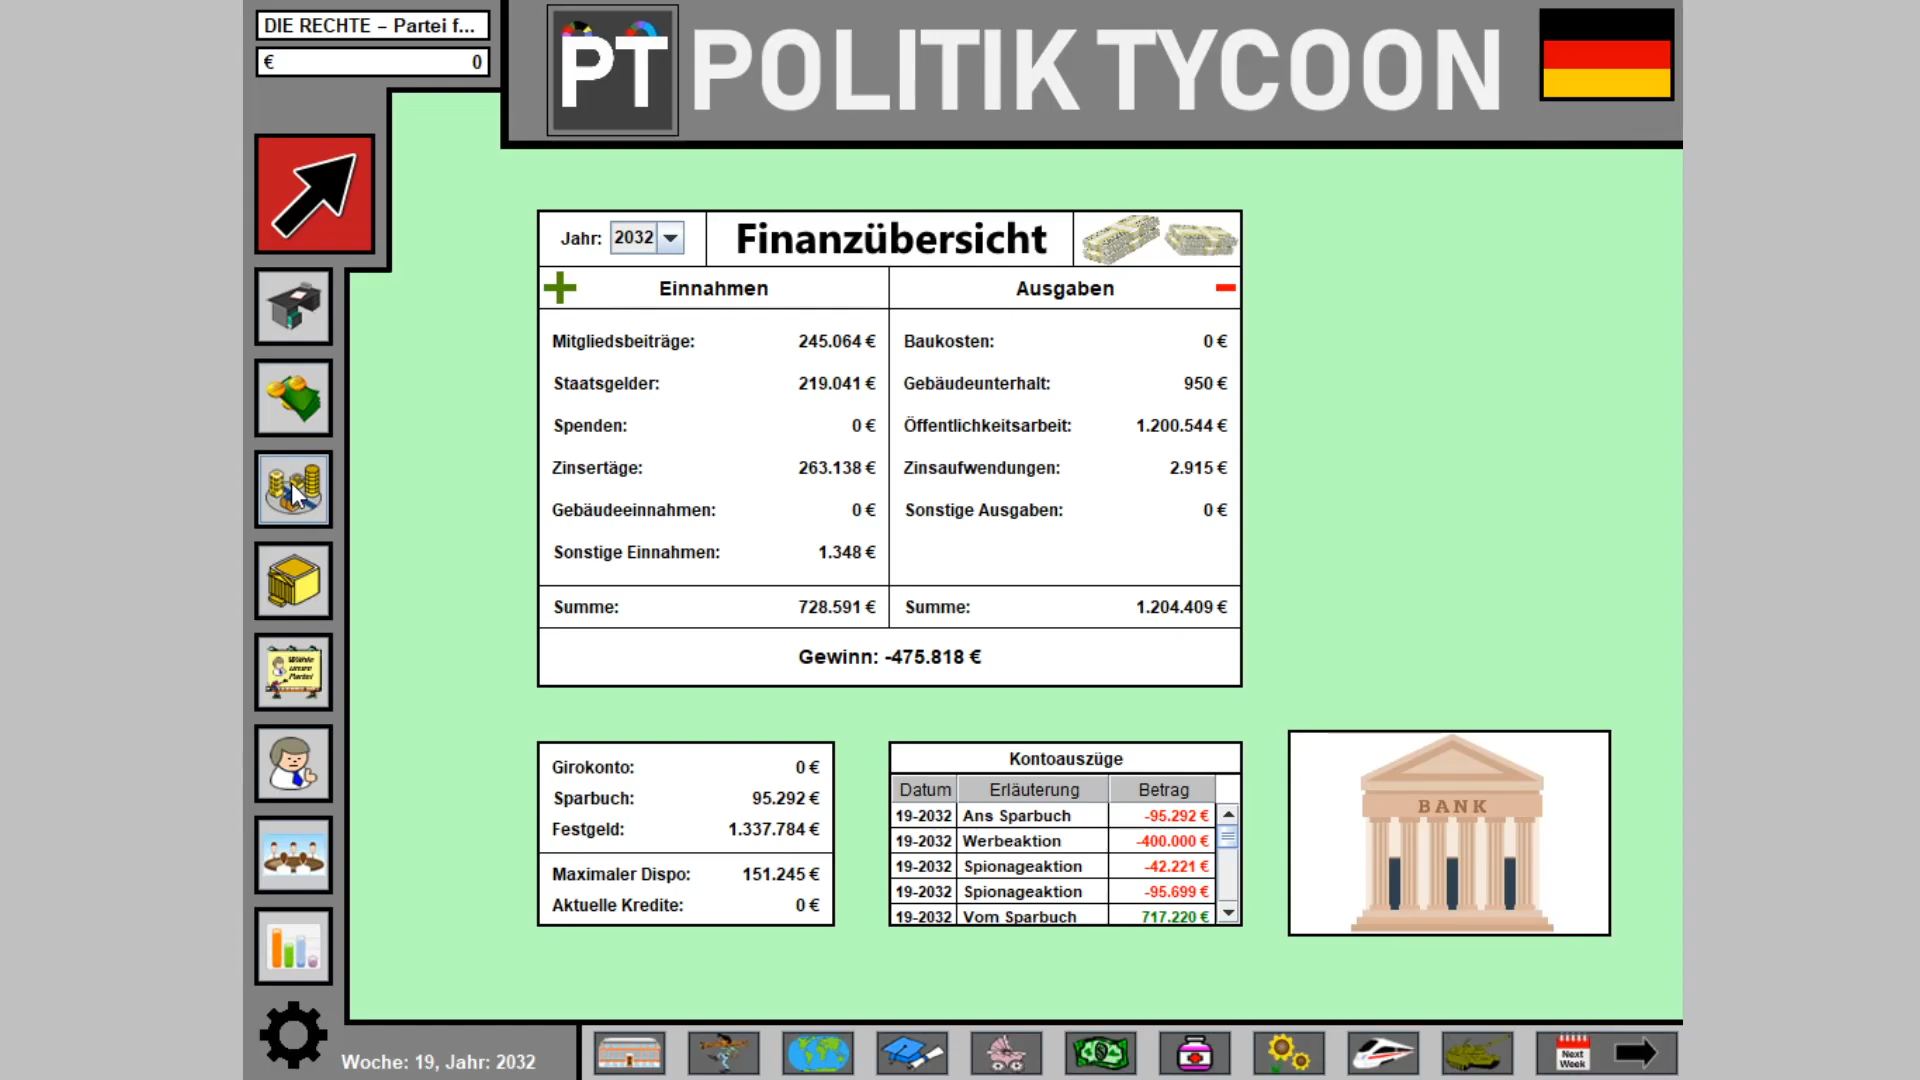 DIE RECHTE – Partei f...
€ 0
PT POLITIK TYCOON
Jahr: 2032 Finanzübersicht
Einnahmen Ausgaben
Mitgliedsbeiträge: 245.064 € Baukosten: 0 €
Staatsgelder: 219.041 € Gebäudeunterhalt: 950 €
Spenden: 0 € Öffentlichkeitsarbeit: 1.200.544 €
Zinsertäge: 263.138 € Zinsaufwendungen: 2.915 €
Gebäudeeinnahmen: 0 € Sonstige Ausgaben: 0 €
Sonstige Einnahmen: 1.348 €
Summe: 728.591 € Summe: 1.204.409 €
Gewinn: -475.818 €
Wähle unsere Partei
Girokonto: 0 €
Sparbuch: 95.292 €
Festgeld: 1.337.784 €
Maximaler Dispo: 151.245 €
Aktuelle Kredite: 0 €
Kontoauszüge
Datum Erläuterung Betrag
19-2032 Ans Sparbuch -95.292 €
19-2032 Werbeaktion -400.000 €
19-2032 Spionageaktion -42.221 €
19-2032 Spionageaktion -95.699 €
19-2032 Vom Sparbuch 717.220 €
BANK
Woche: 19, Jahr: 2032
Next Week